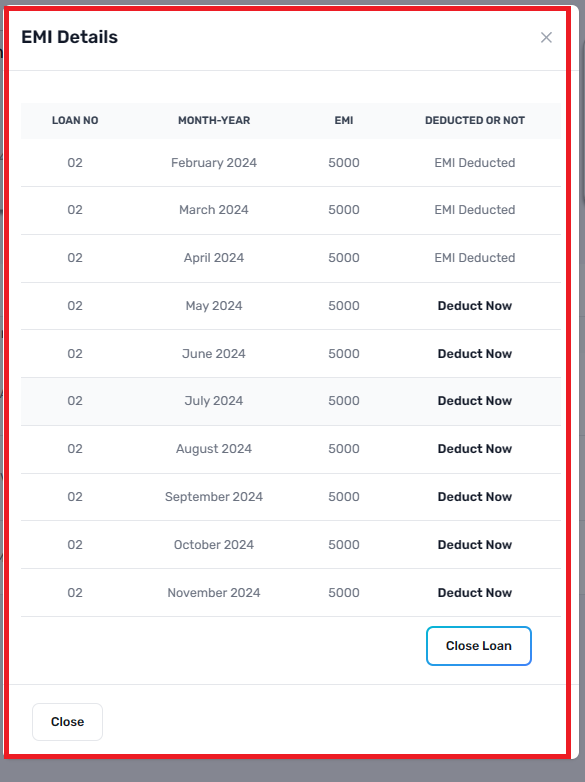 EMI Details
LOAN NO MONTH-YEAR EMI DEDUCTED OR NOT
02 February 2024 5000 EMI Deducted
02 March 2024 5000 EMI Deducted
02 April 2024 5000 EMI Deducted
02 May 2024 5000 Deduct Now
02 June 2024 5000 Deduct Now
02 July 2024 5000 Deduct Now
02 August 2024 5000 Deduct Now
02 September 2024 5000 Deduct Now
02 October 2024 5000 Deduct Now
02 November 2024 5000 Deduct Now
Close Loan
Close